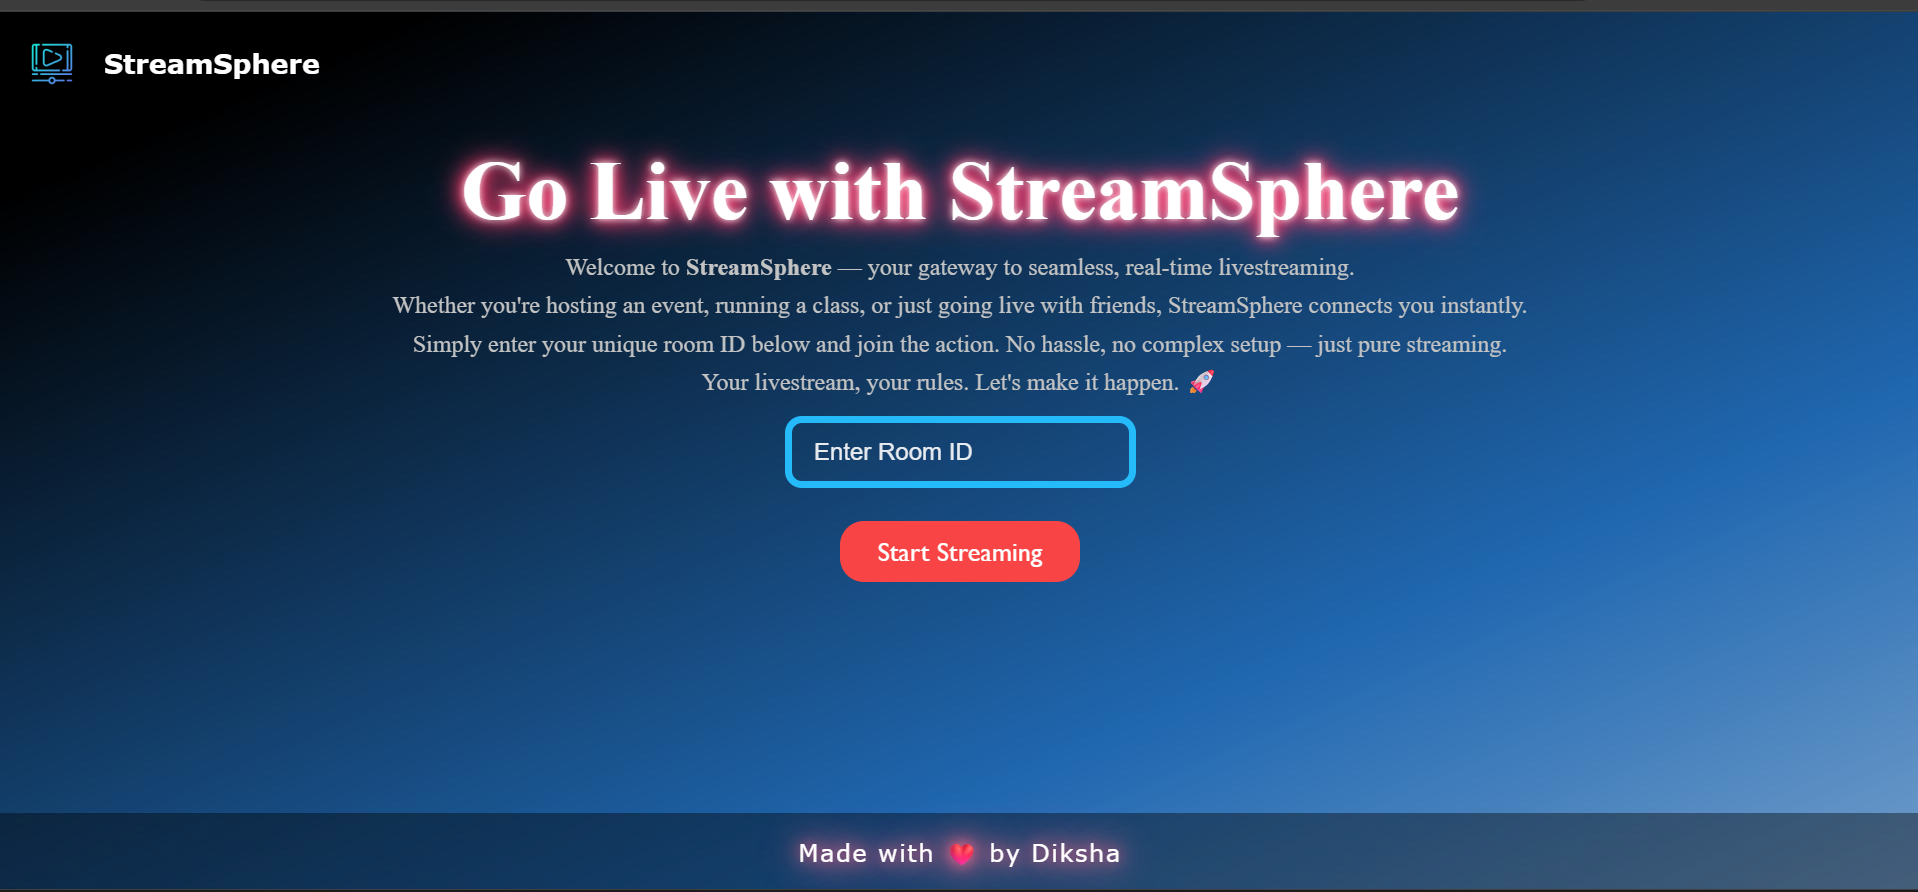 StreamSphere
Go Live with StreamSphere
Welcome to StreamSphere — your gateway to seamless, real-time livestreaming.
Whether you're hosting an event, running a class, or just going live with friends, StreamSphere connects you instantly.
Simply enter your unique room ID below and join the action. No hassle, no complex setup — just pure streaming.
Your livestream, your rules. Let's make it happen. 🚀
Enter Room ID
Start Streaming
Made with ❤️ by Diksha